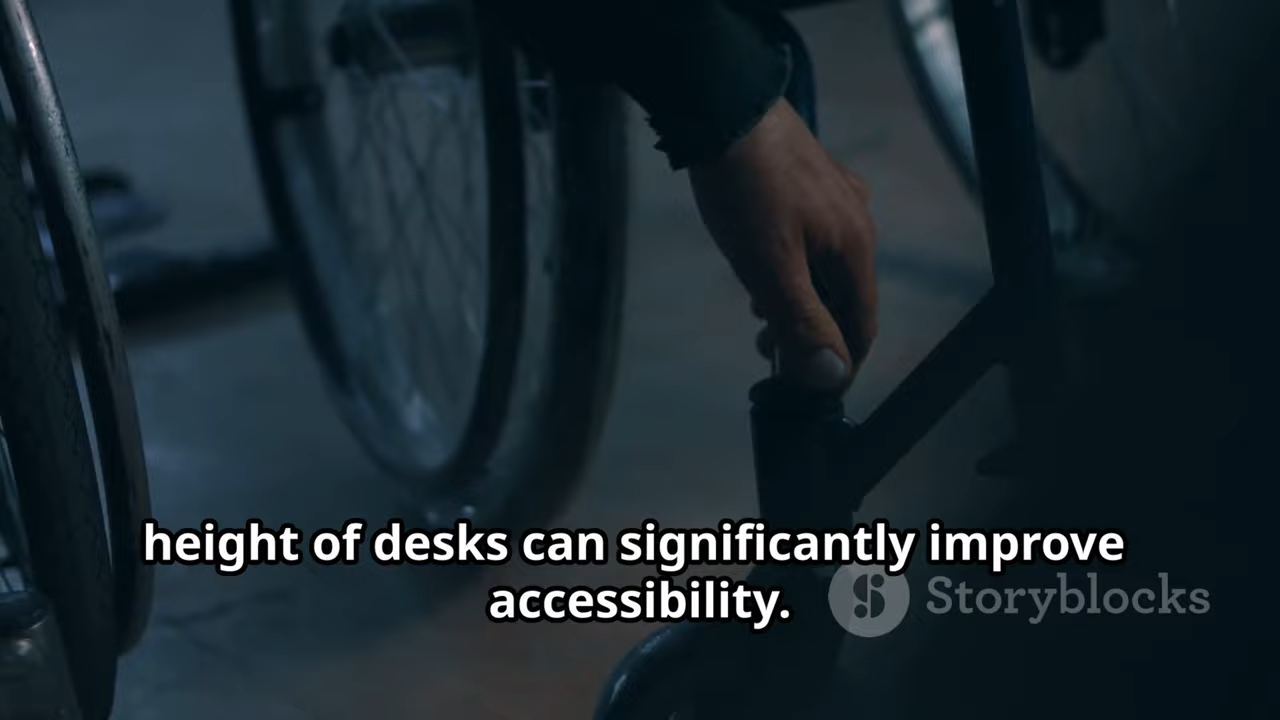 height of desks can significantly improve
accessibility.
Storyblocks